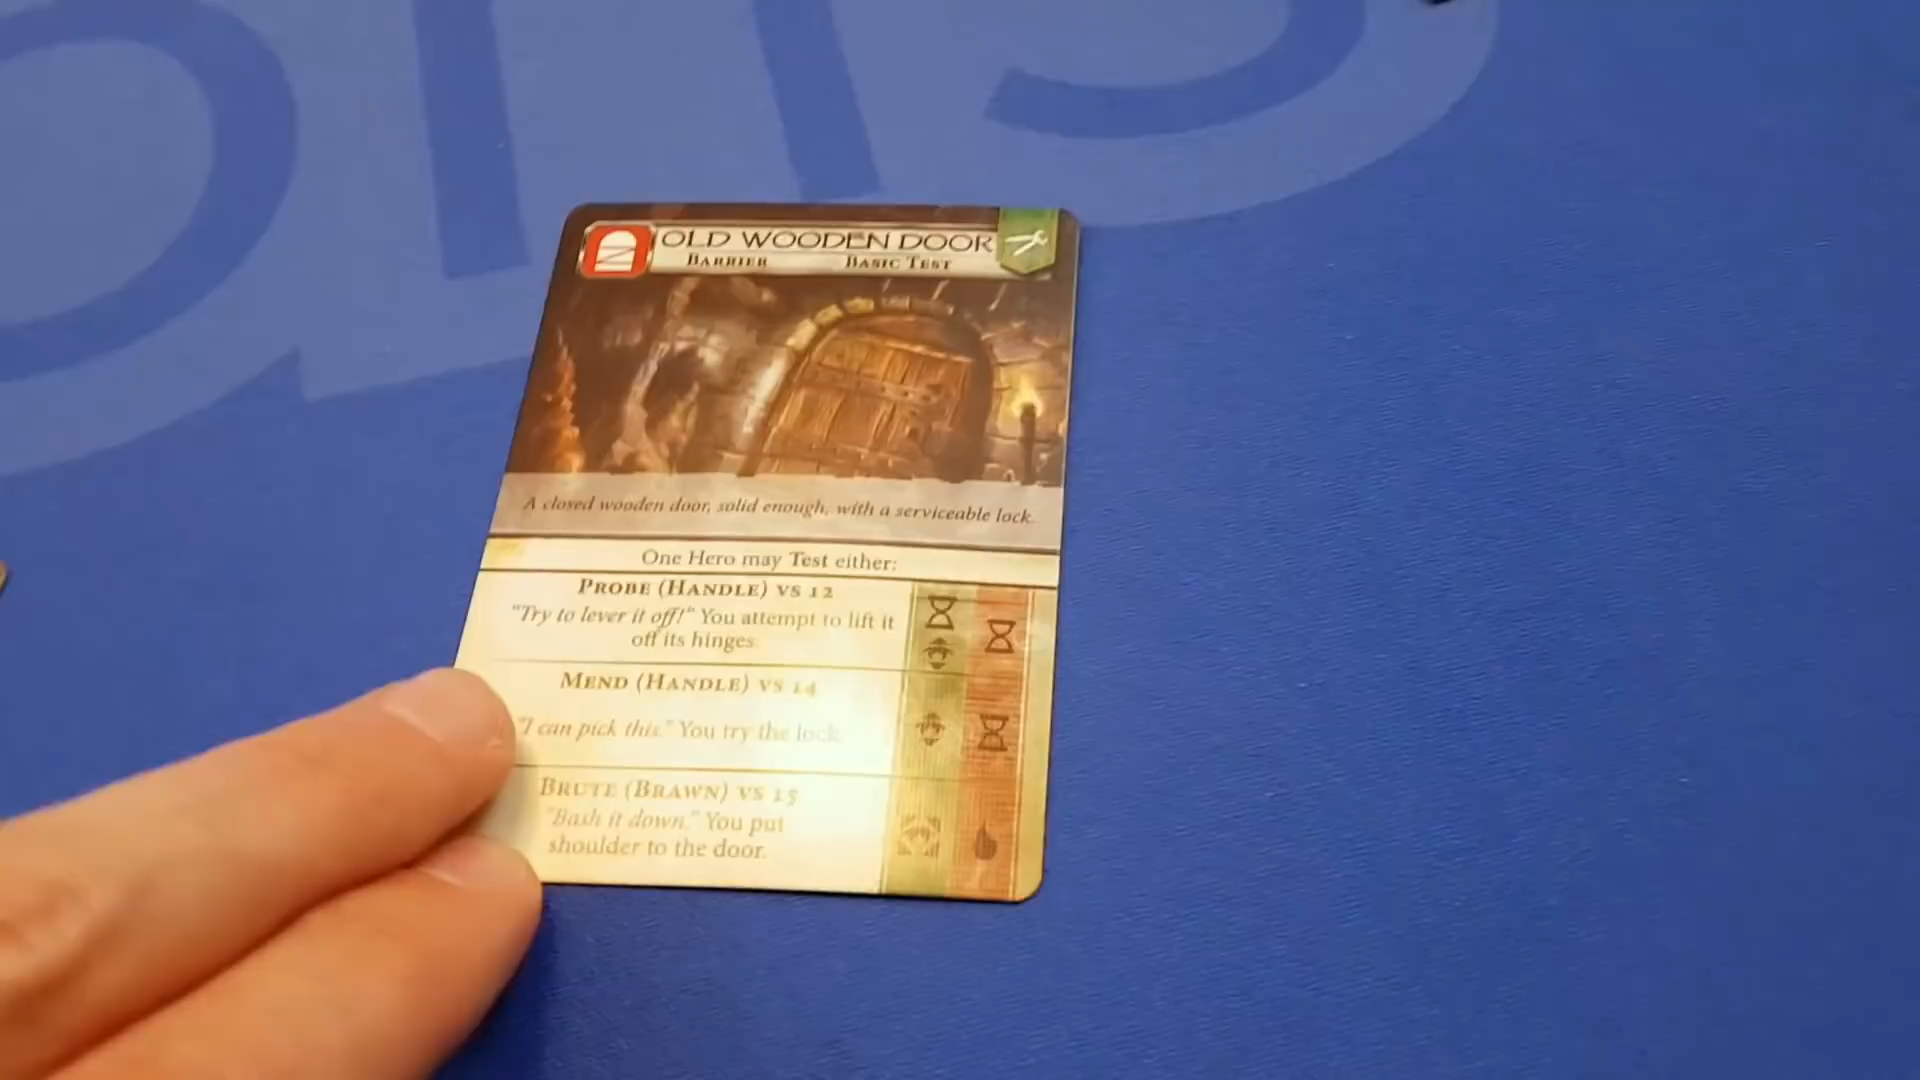 OLD WOODEN DOOR
BARRIER BASIC TEST
A closed wooden door, solid enough, with a serviceable lock.
One Hero may Test either:
PROBE (HANDLE) VS 12
"Try to lever it off!" You attempt to lift it
off its hinges.
MEND (HANDLE) VS 14
"I can pick this." You try the lock.
BRUTE (BRAWN) VS 15
"Bash it down." You put
shoulder to the door.